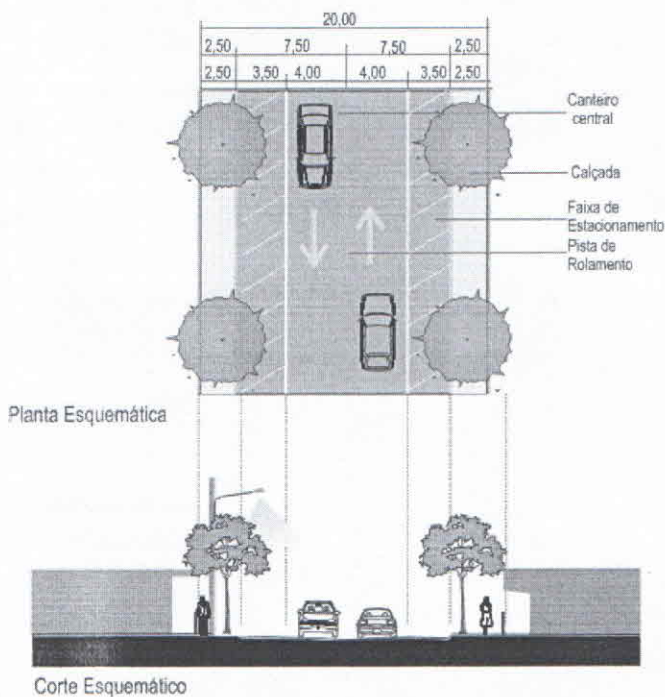 20,00
2,50 7,50 7,50 2,50
2,50 3,50 4,00 4,00 3,50 2,50
Canteiro
central
Calçada
Faixa de
Estacionamento
Pista de
Rolamento
Planta Esquemática
Corte Esquemático